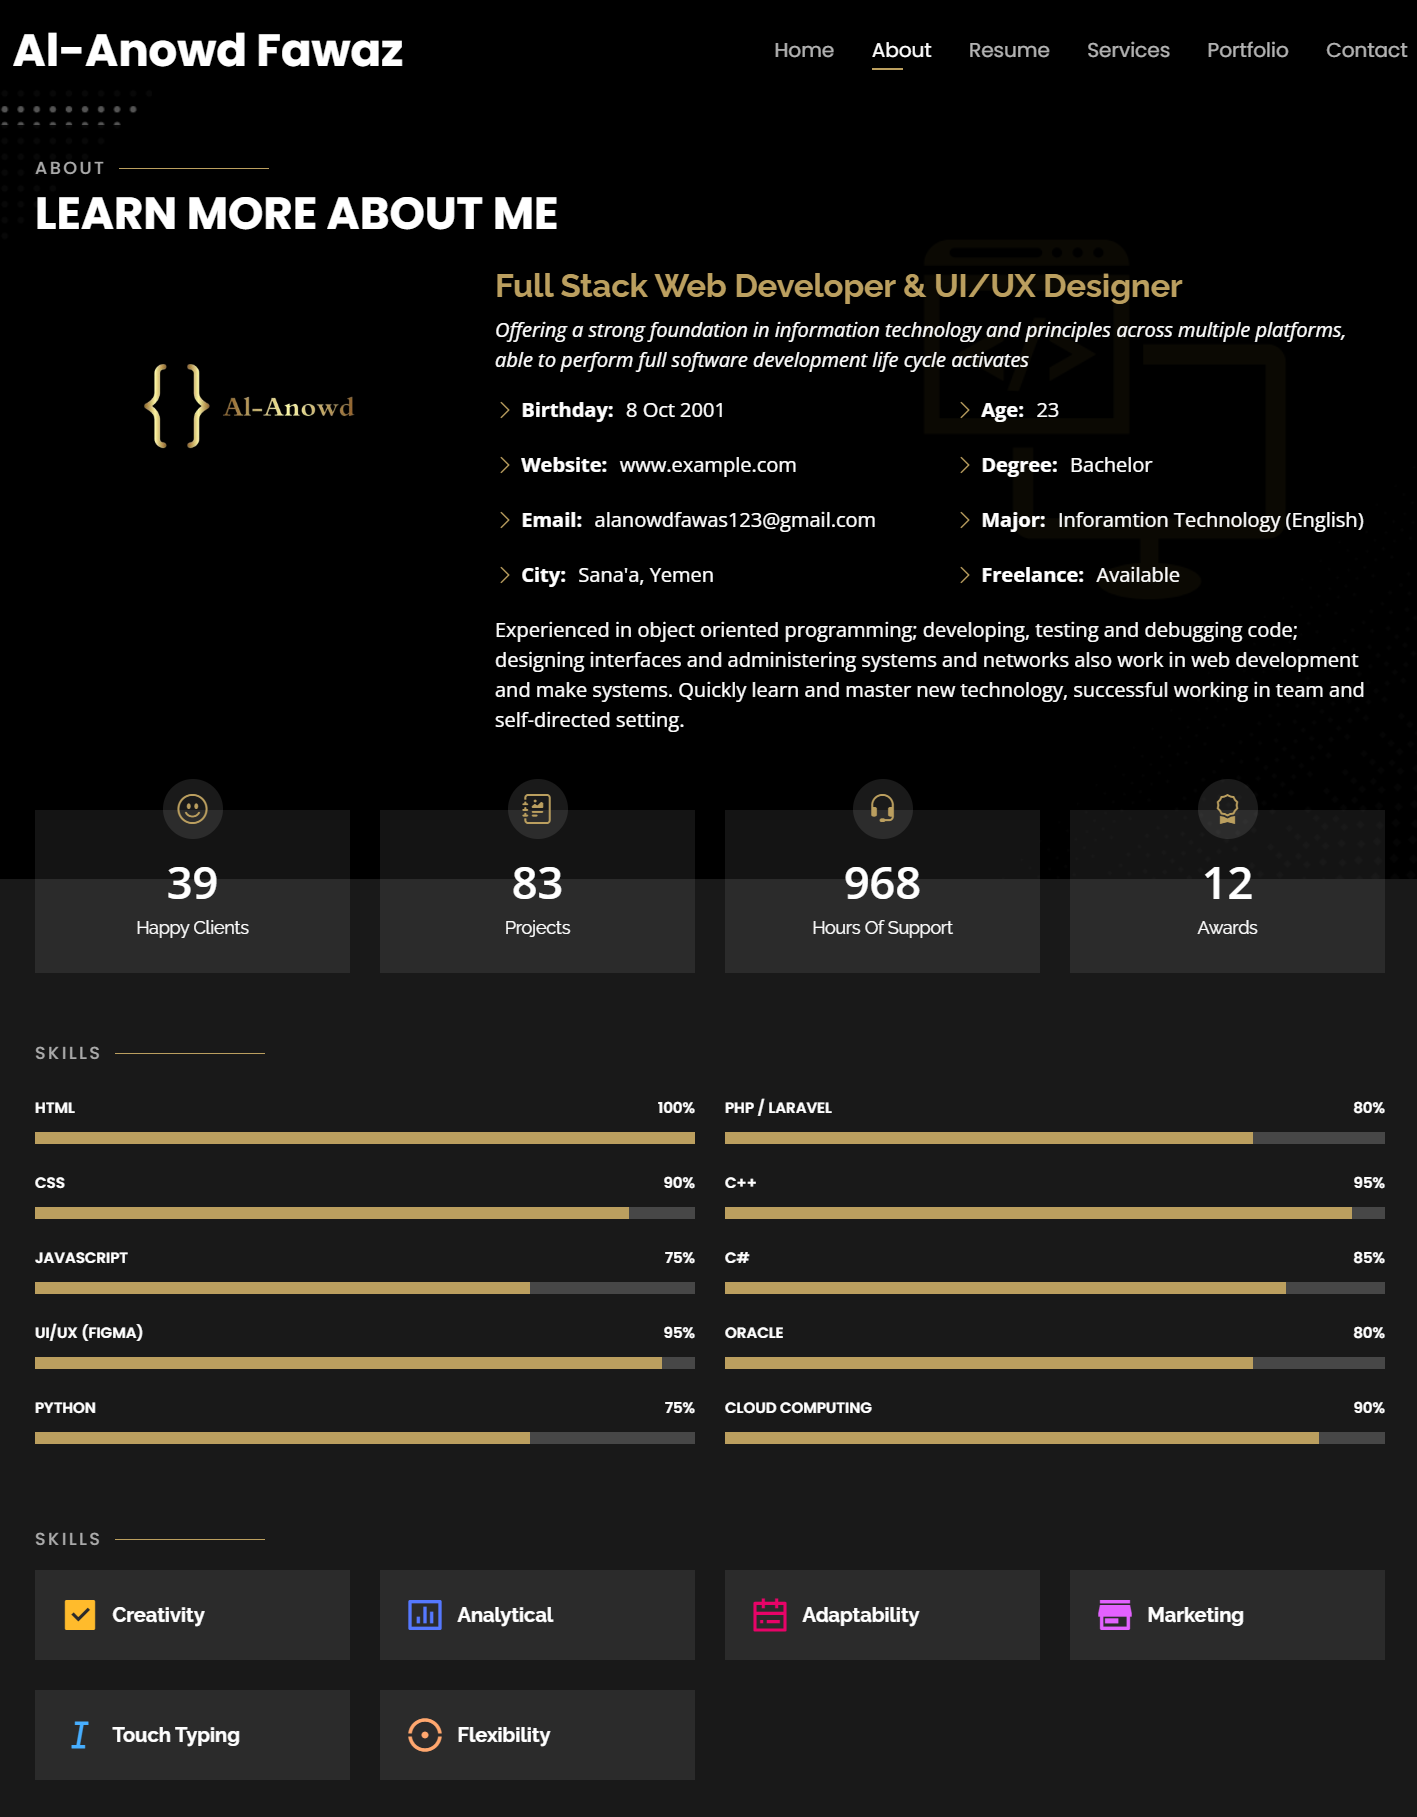 Al-Anowd Fawaz
Home About Resume Services Portfolio Contact
ABOUT
LEARN MORE ABOUT ME
{ } Al-Anowd
Full Stack Web Developer & UI/UX Designer
Offering a strong foundation in information technology and principles across multiple platforms,
able to perform full software development life cycle activates
Birthday: 8 Oct 2001
Age: 23
Website: www.example.com
Degree: Bachelor
Email: alanowdfawas123@gmail.com
Major: Inforamtion Technology (English)
City: Sana'a, Yemen
Freelance: Available
Experienced in object oriented programming; developing, testing and debugging code;
designing interfaces and administering systems and networks also work in web development
and make systems. Quickly learn and master new technology, successful working in team and
self-directed setting.
39
Happy Clients
83
Projects
968
Hours Of Support
12
Awards
SKILLS
HTML 100%
PHP / LARAVEL 80%
CSS 90%
C++ 95%
JAVASCRIPT 75%
C# 85%
UI/UX (FIGMA) 95%
ORACLE 80%
PYTHON 75%
CLOUD COMPUTING 90%
SKILLS
Creativity
Analytical
Adaptability
Marketing
Touch Typing
Flexibility